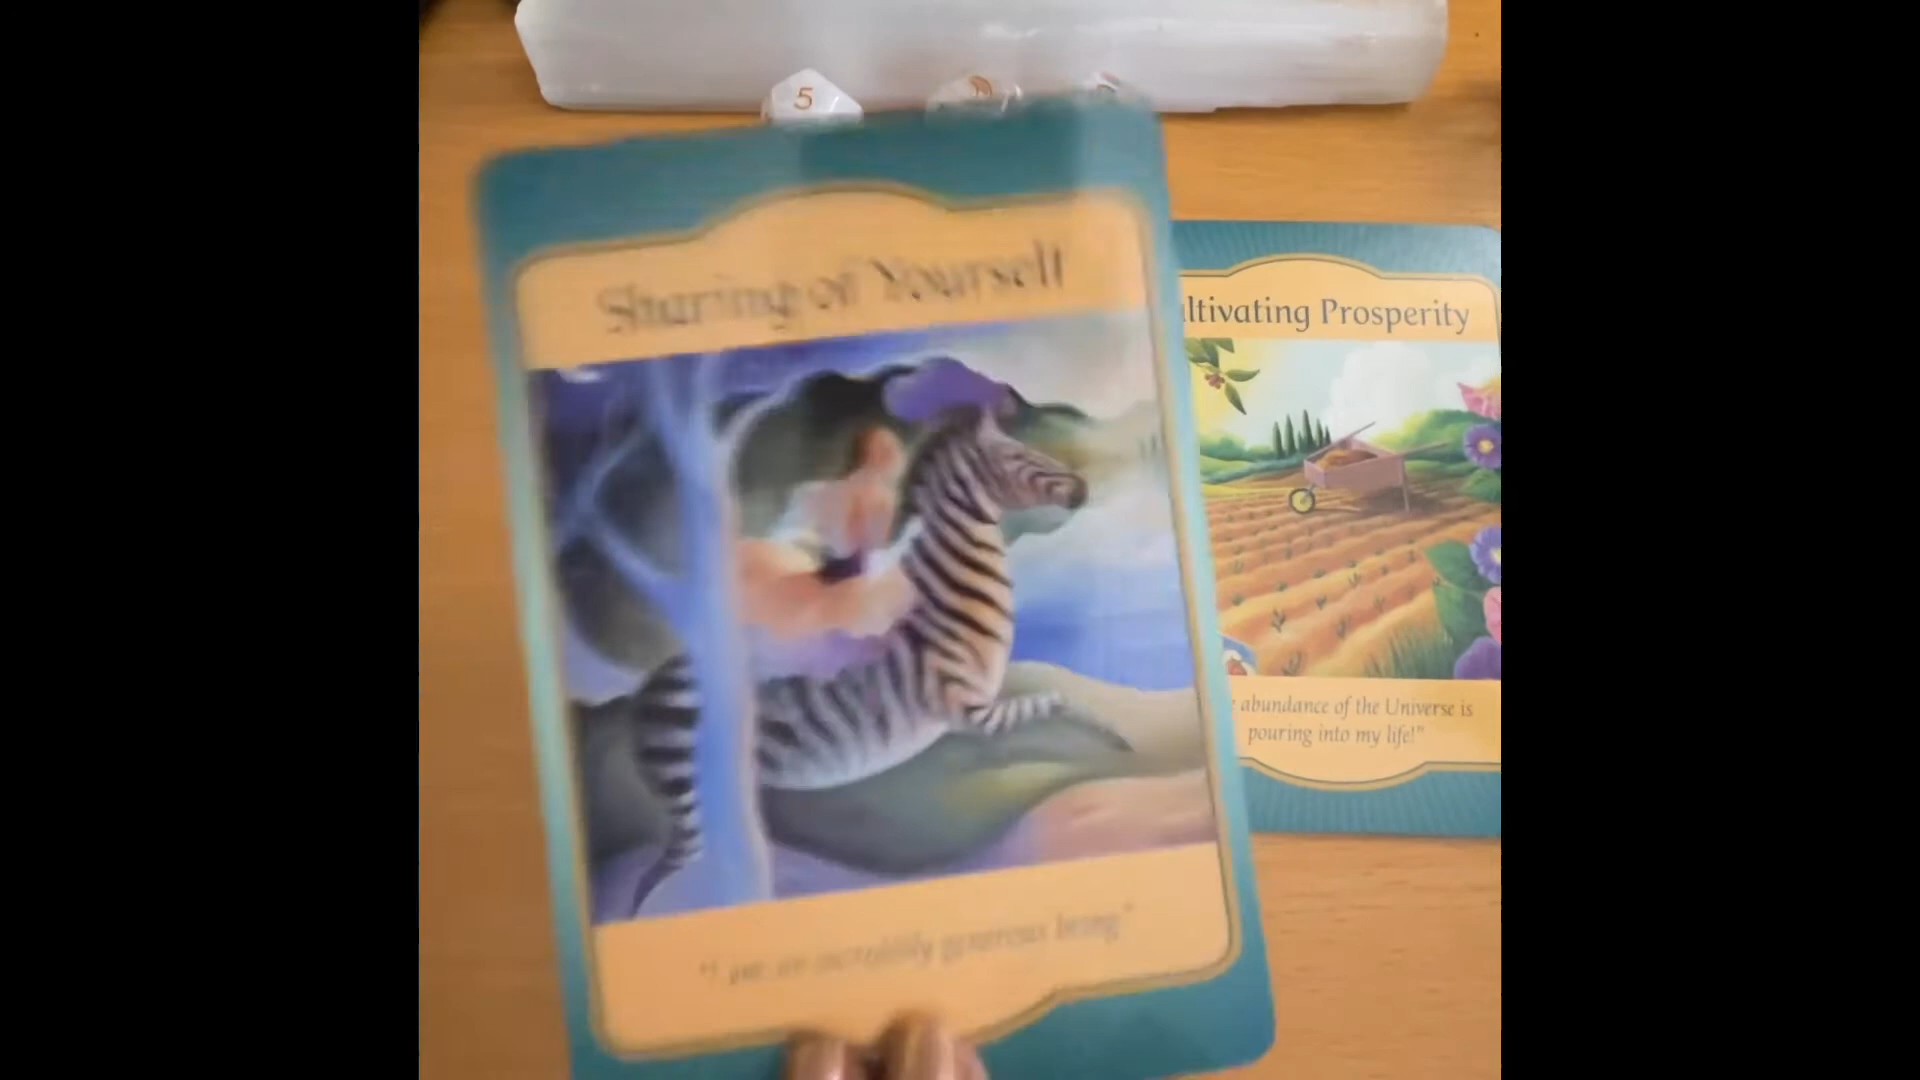 5
Sharing of Yourself
ltivating Prosperity
abundance of the Universe is
pouring into my life!"
"I am an incredibly generous being"